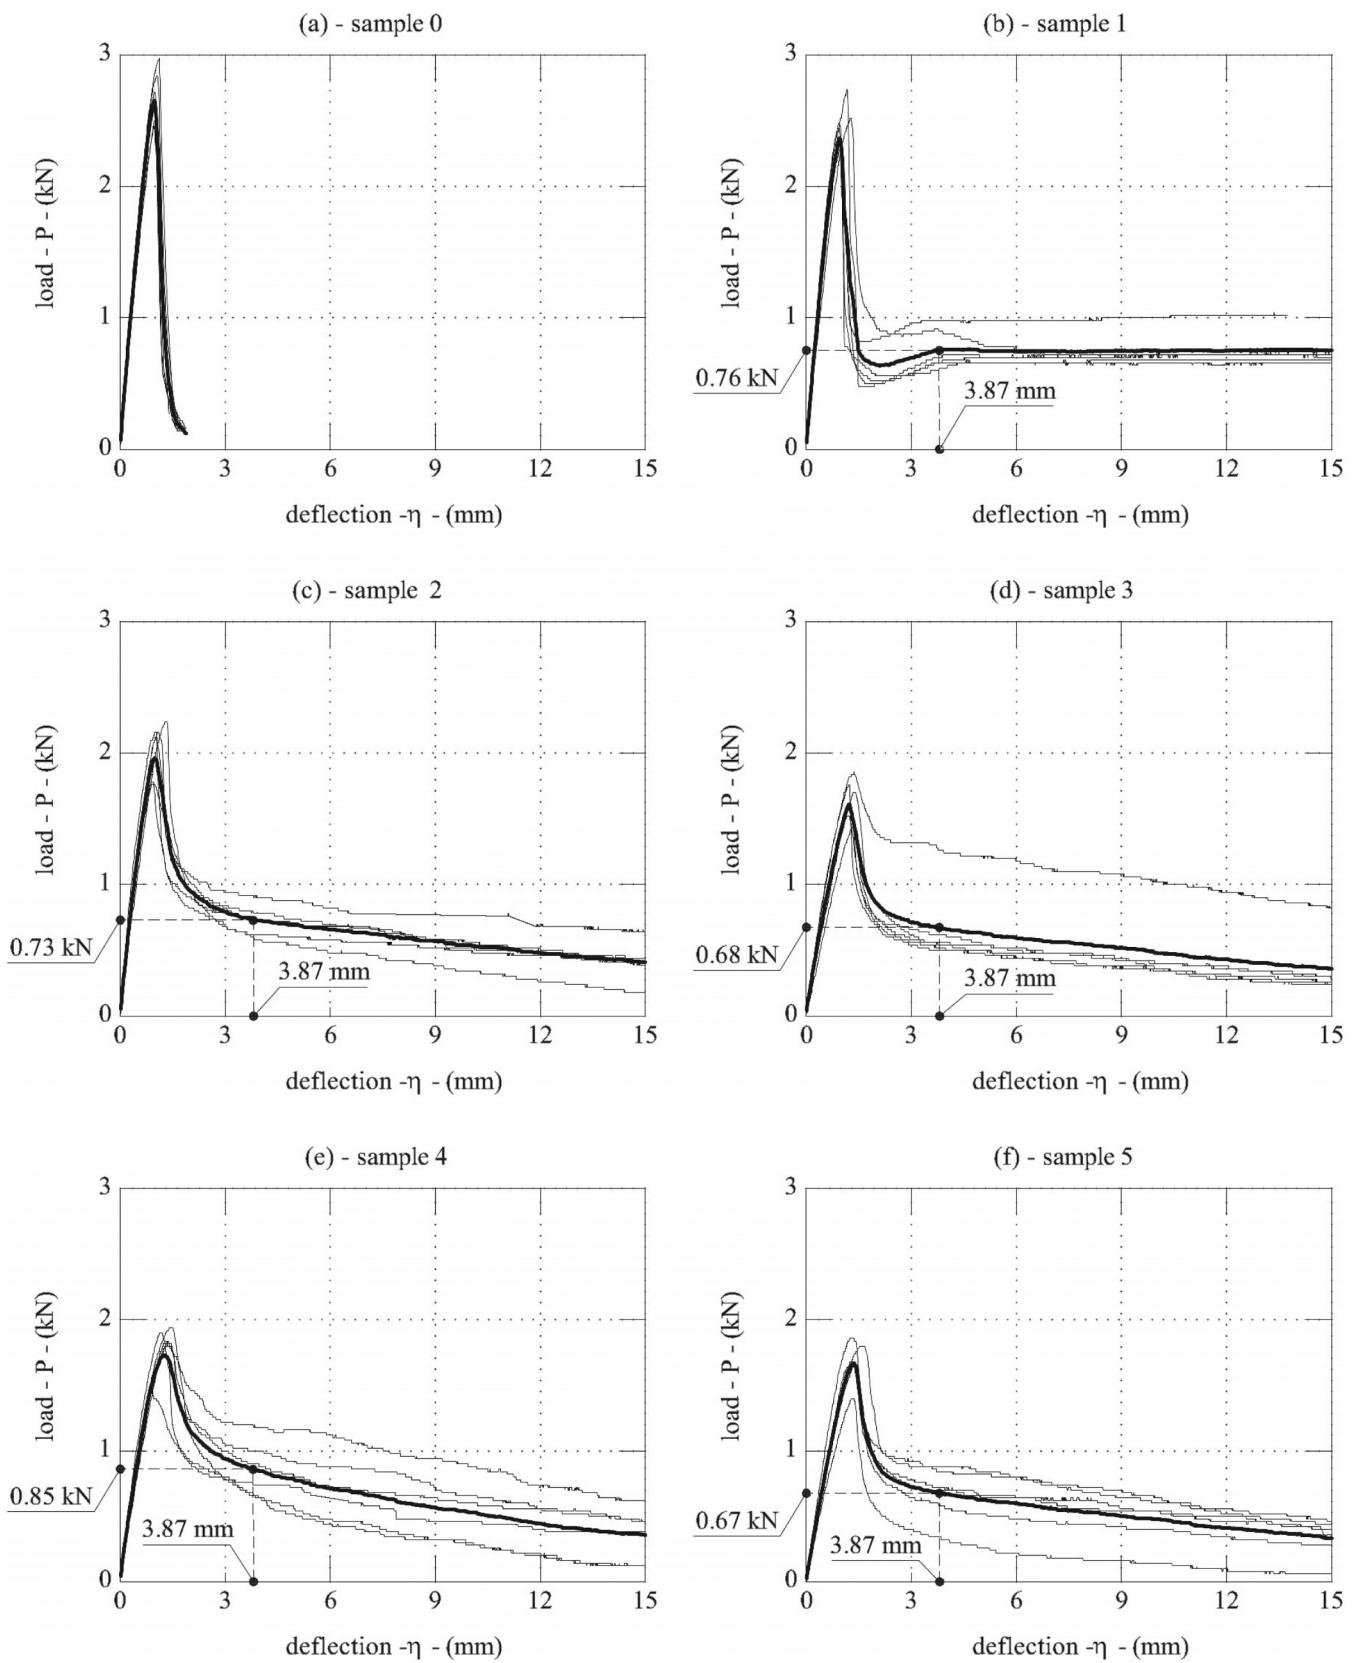 (a) - sample 0
3
2
1
0
load - P - (kN)
0 3 6 9 12 15
deflection -η - (mm)
(b) - sample 1
3
2
1
0
load - P - (kN)
0.76 kN
3.87 mm
0 3 6 9 12 15
deflection -η - (mm)
(c) - sample 2
3
2
1
0
load - P - (kN)
0.73 kN
3.87 mm
0 3 6 9 12 15
deflection -η - (mm)
(d) - sample 3
3
2
1
0
load - P - (kN)
0.68 kN
3.87 mm
0 3 6 9 12 15
deflection -η - (mm)
(e) - sample 4
3
2
1
0
load - P - (kN)
0.85 kN
3.87 mm
0 3 6 9 12 15
deflection -η - (mm)
(f) - sample 5
3
2
1
0
load - P - (kN)
0.67 kN
3.87 mm
0 3 6 9 12 15
deflection -η - (mm)